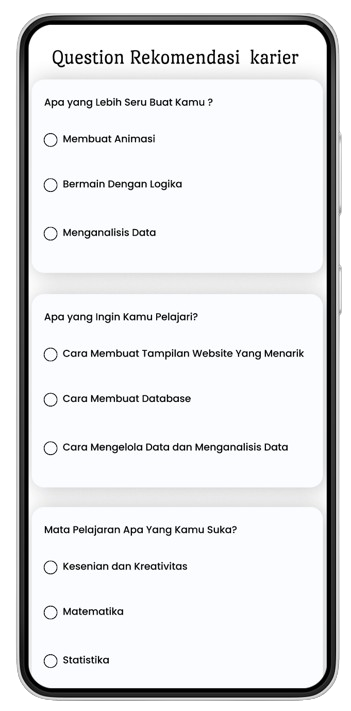 Question Rekomendasi karier
Apa yang Lebih Seru Buat Kamu ?
Membuat Animasi
Bermain Dengan Logika
Menganalisis Data
Apa yang Ingin Kamu Pelajari?
Cara Membuat Tampilan Website Yang Menarik
Cara Membuat Database
Cara Mengelola Data dan Menganalisis Data
Mata Pelajaran Apa Yang Kamu Suka?
Kesenian dan Kreativitas
Matematika
Statistika